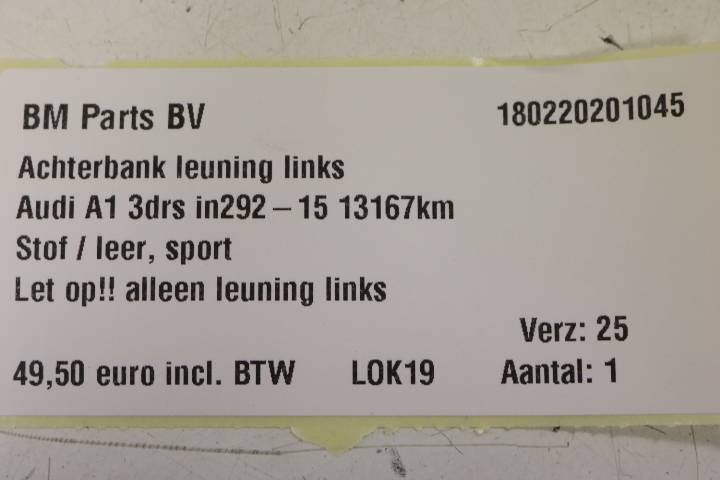 BM Parts BV 180220201045
Achterbank leuning links
Audi A1 3drs in292 – 15 13167km
Stof / leer, sport
Let op!! alleen leuning links
Verz: 25
49,50 euro incl. BTW LOK19 Aantal: 1